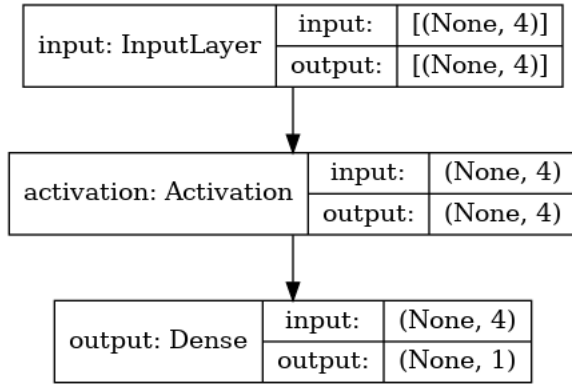 input: InputLayer
input: [(None, 4)]
output: [(None, 4)]
activation: Activation
input: (None, 4)
output: (None, 4)
output: Dense
input: (None, 4)
output: (None, 1)